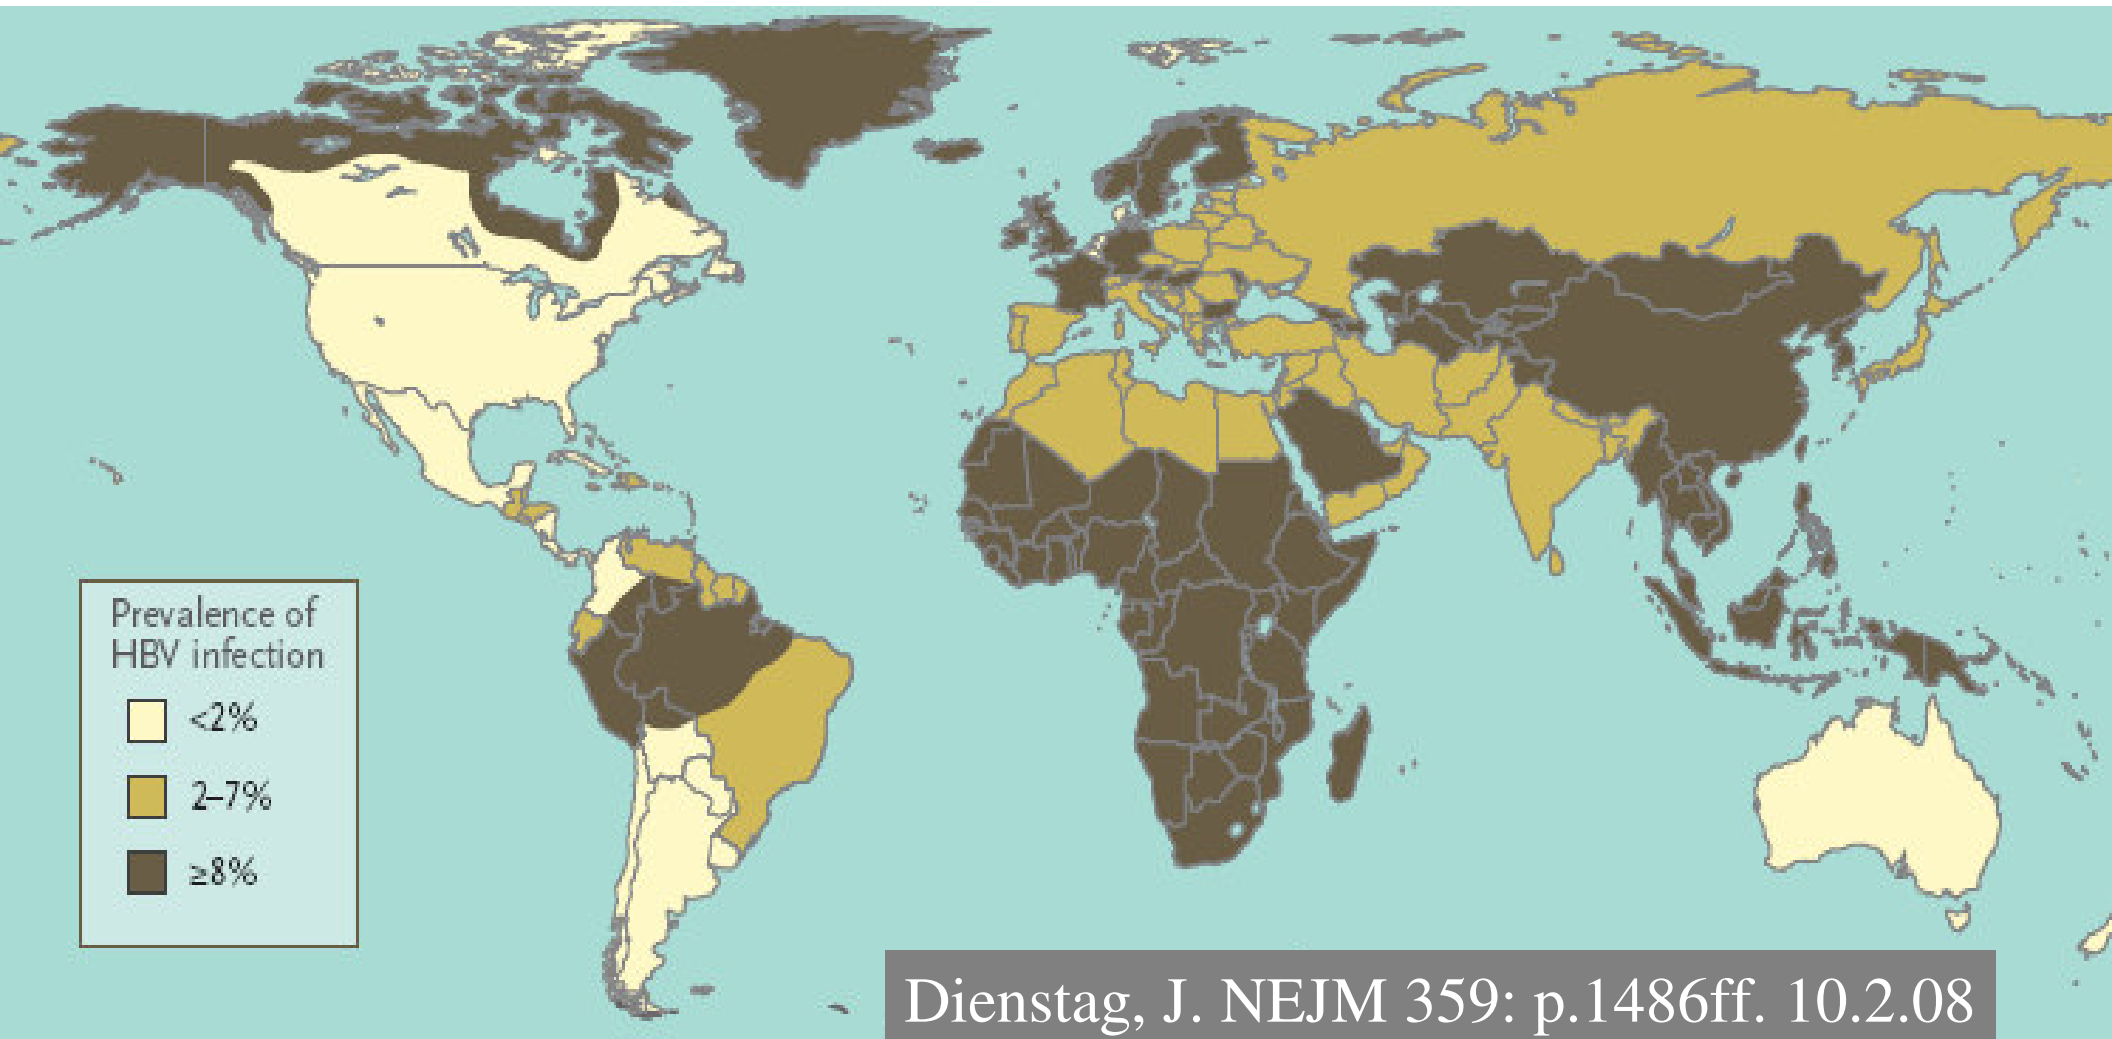 Prevalence of
HBV infection
<2%
2–7%
≥8%
Dienstag, J. NEJM 359: p.1486ff. 10.2.08